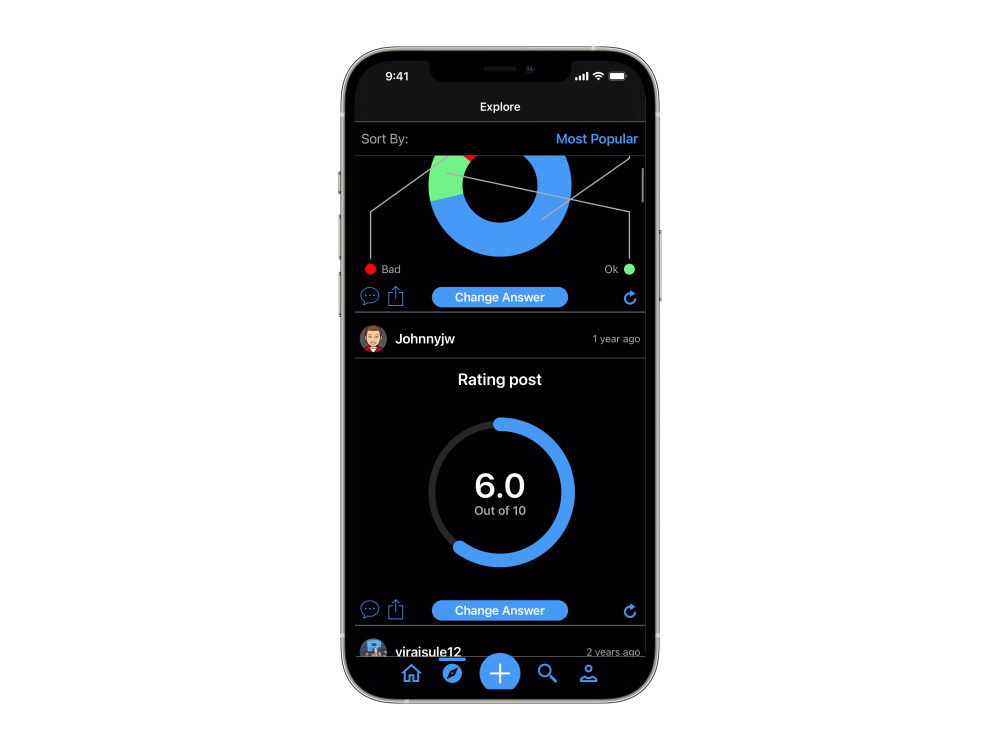 9:41
Explore
Sort By: Most Popular
Bad Ok
Change Answer
Johnnyjw 1 year ago
Rating post
6.0
Out of 10
Change Answer
viraisule12 2 years ago